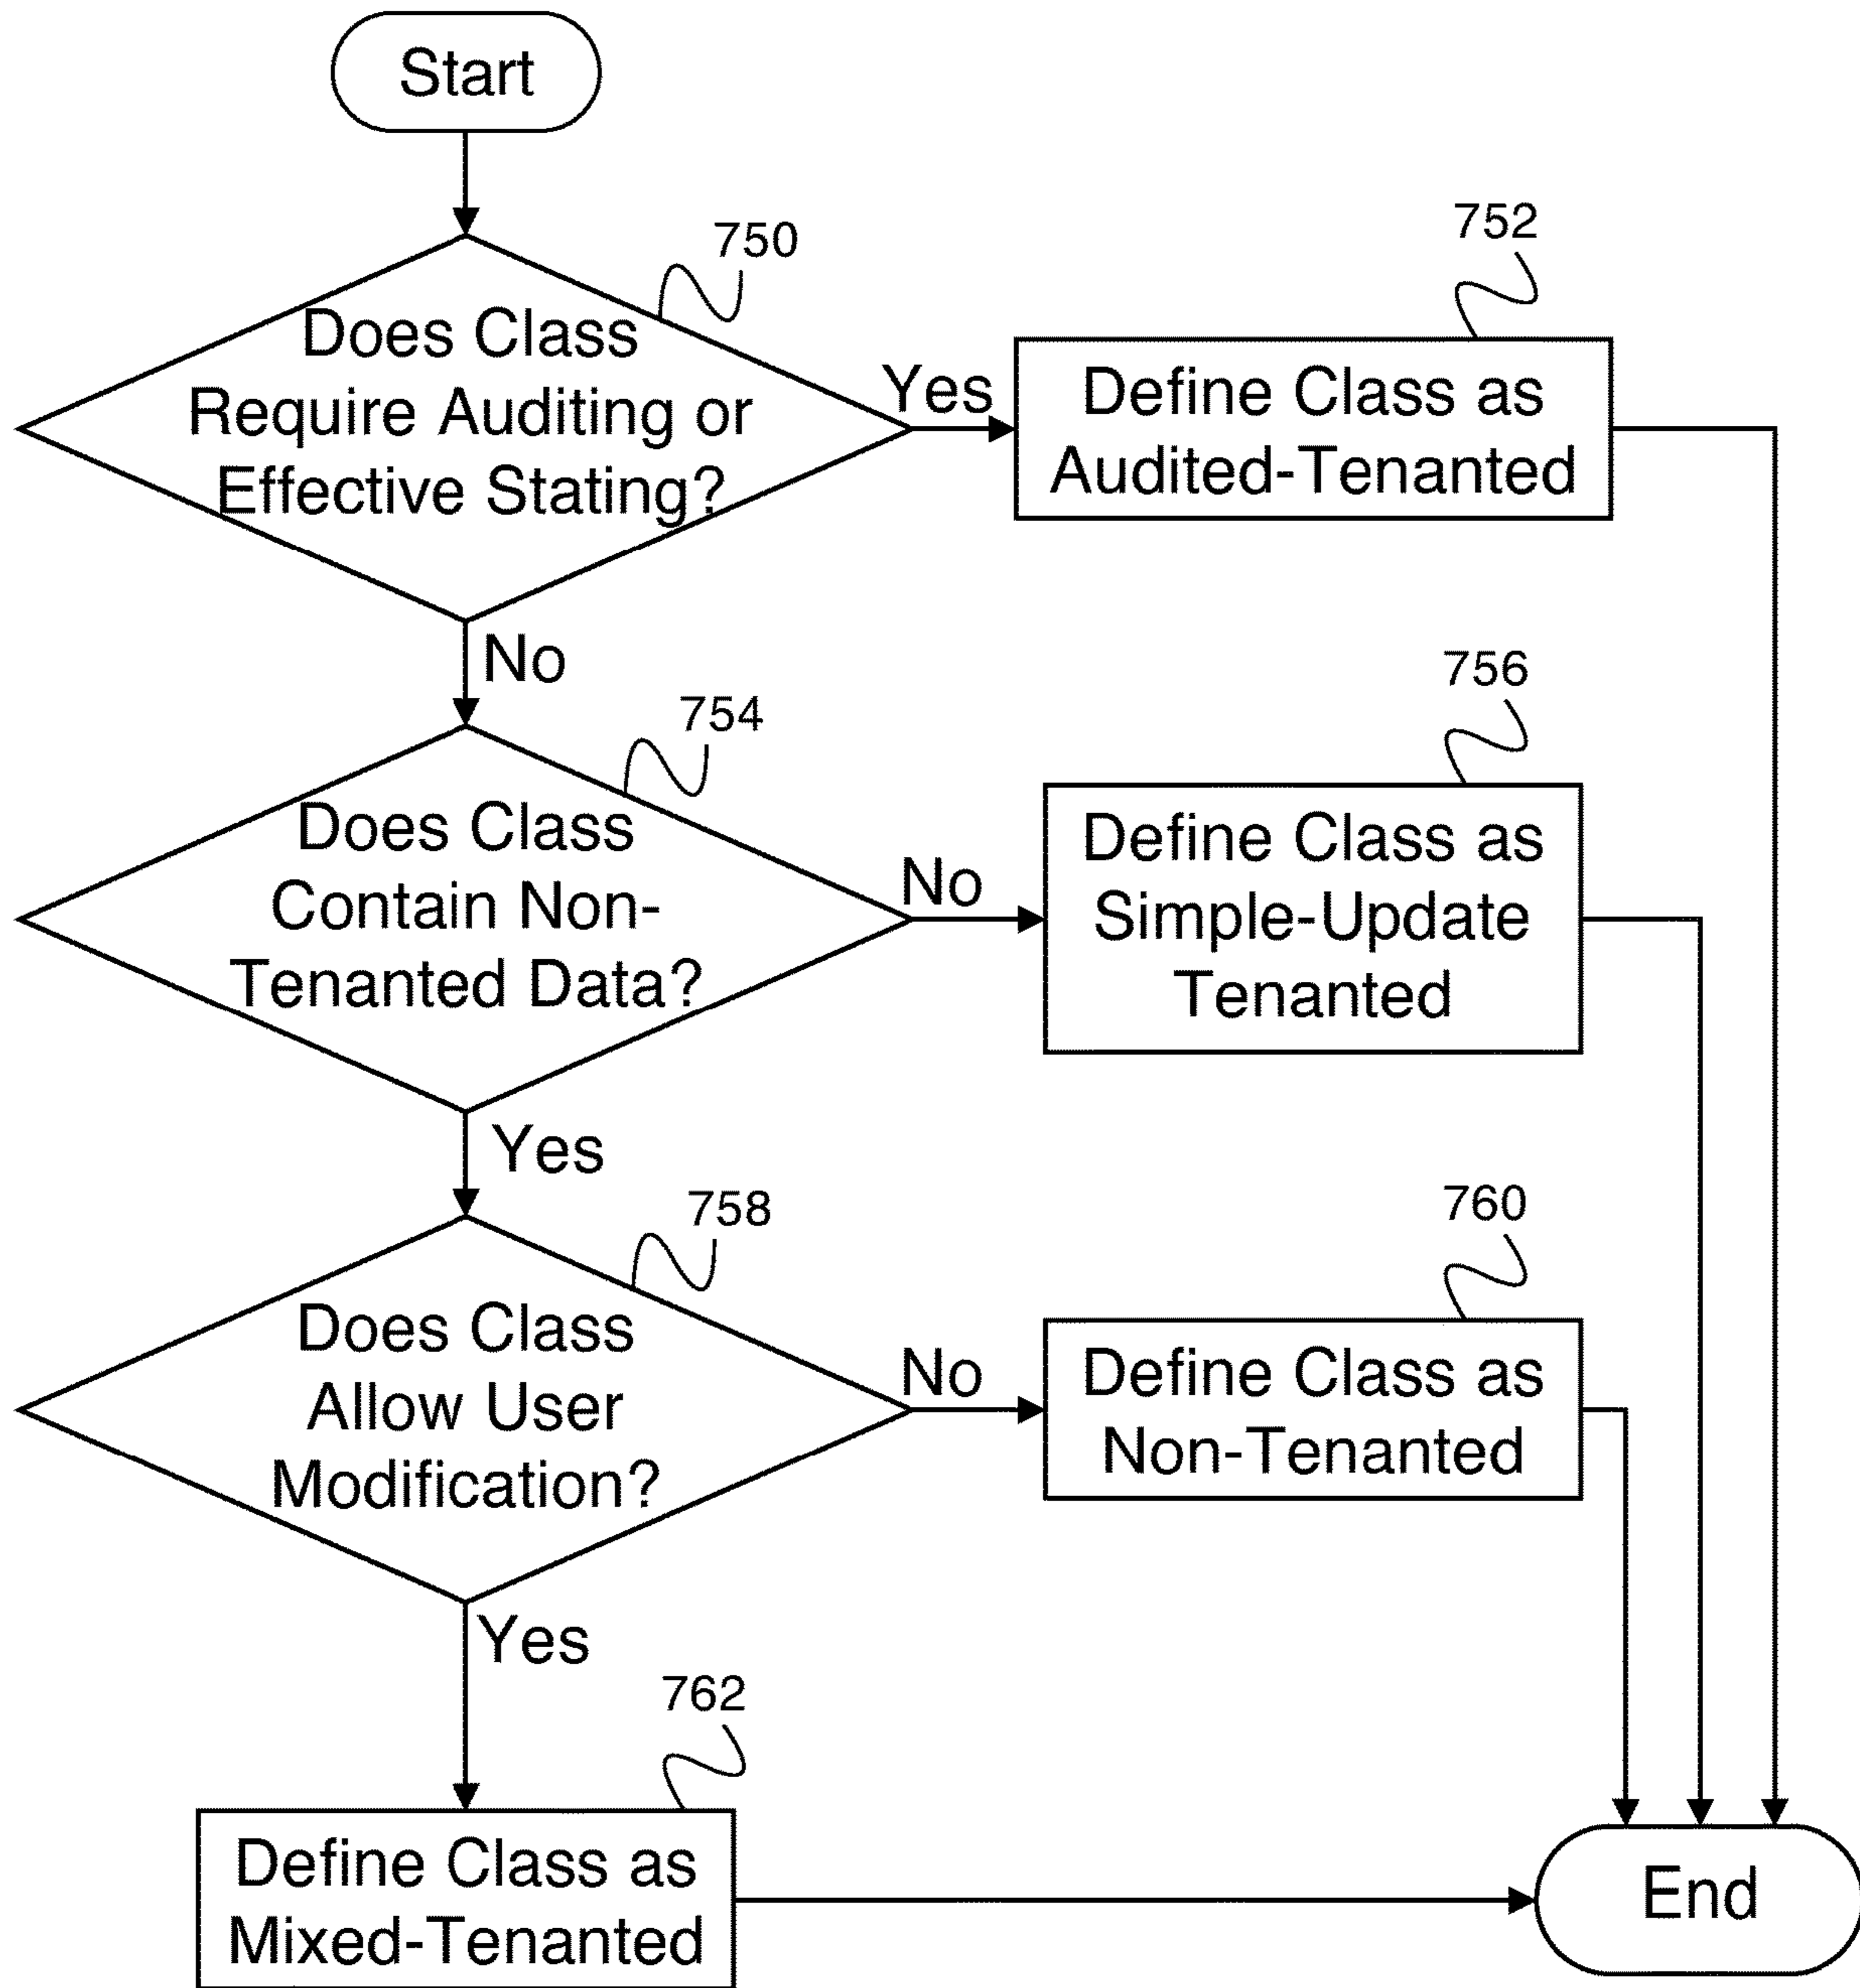 Start
750
Does Class
Require Auditing or
Effective Stating?
Yes
752
Define Class as
Audited-Tenanted
No
754
Does Class
Contain Non-
Tenanted Data?
No
756
Define Class as
Simple-Update
Tenanted
Yes
758
Does Class
Allow User
Modification?
No
760
Define Class as
Non-Tenanted
Yes
762
Define Class as
Mixed-Tenanted
End